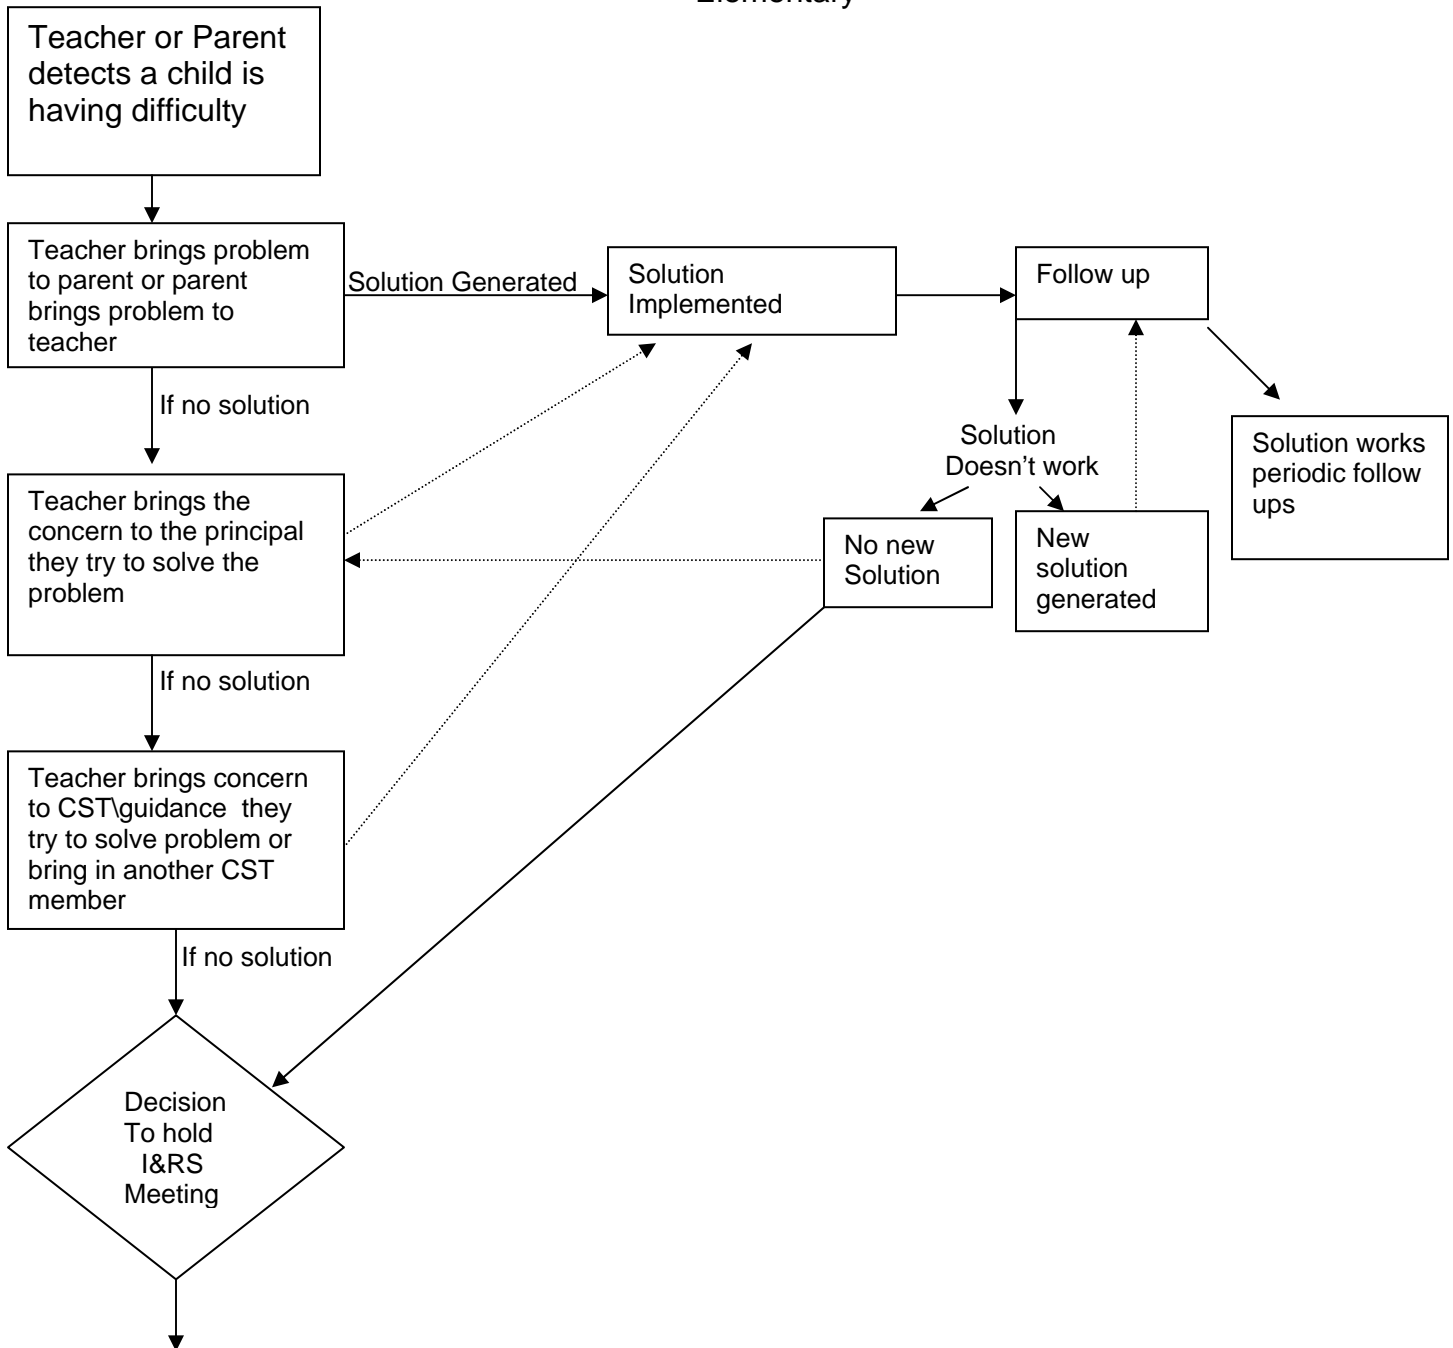 Elementary
Teacher or Parent
detects a child is
having difficulty
Teacher brings problem
to parent or parent
brings problem to
teacher
Solution Generated
Solution
Implemented
Follow up
If no solution
Solution
Doesn't work
Solution works
periodic follow
ups
Teacher brings the
concern to the principal
they try to solve the
problem
No new
Solution
New
solution
generated
If no solution
Teacher brings concern
to CST\guidance they
try to solve problem or
bring in another CST
member
If no solution
Decision
To hold
I&RS
Meeting